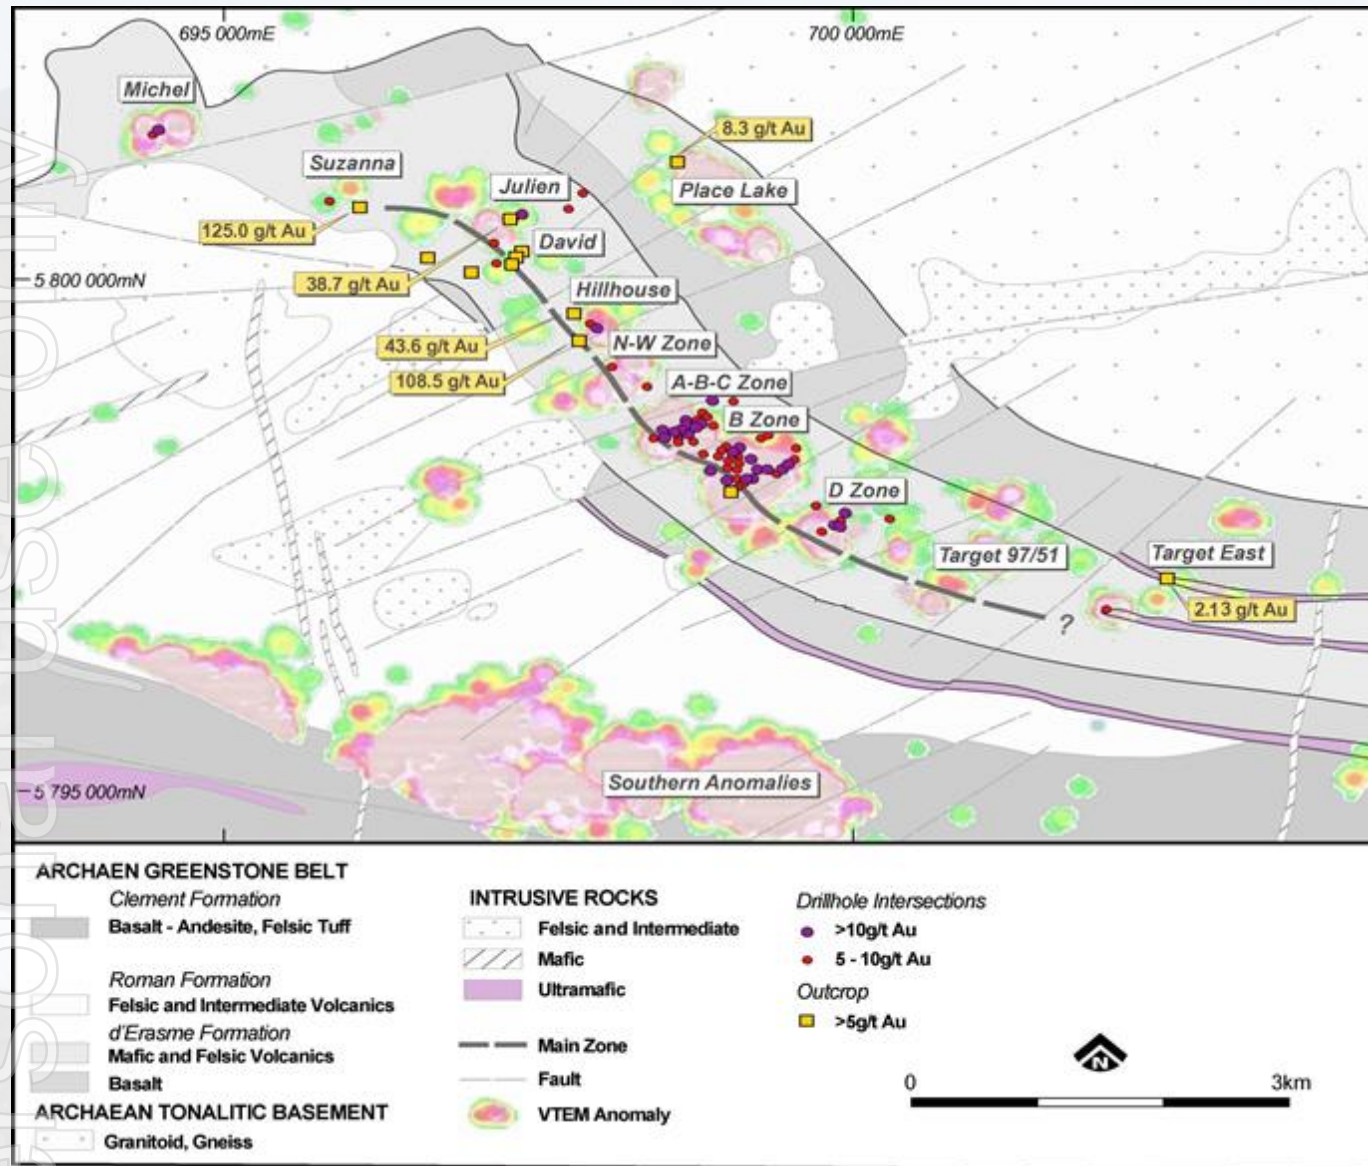 695 000mE
700 000mE
Michel
8.3 g/t Au
Suzanna
Julien
Place Lake
125.0 g/t Au
David
5 800 000mN
38.7 g/t Au
Hillhouse
43.6 g/t Au
N-W Zone
108.5 g/t Au
A-B-C Zone
B Zone
D Zone
Target 97/51
Target East
2.13 g/t Au
?
Southern Anomalies
5 795 000mN
ARCHAEN GREENSTONE BELT
Clement Formation
Basalt - Andesite, Felsic Tuff
Roman Formation
Felsic and Intermediate Volcanics
d'Erasme Formation
Mafic and Felsic Volcanics
Basalt
ARCHAEAN TONALITIC BASEMENT
Granitoid, Gneiss
INTRUSIVE ROCKS
Felsic and Intermediate
Mafic
Ultramafic
Main Zone
Fault
VTEM Anomaly
Drillhole Intersections
>10g/t Au
5 - 10g/t Au
Outcrop
>5g/t Au
N
0 3km